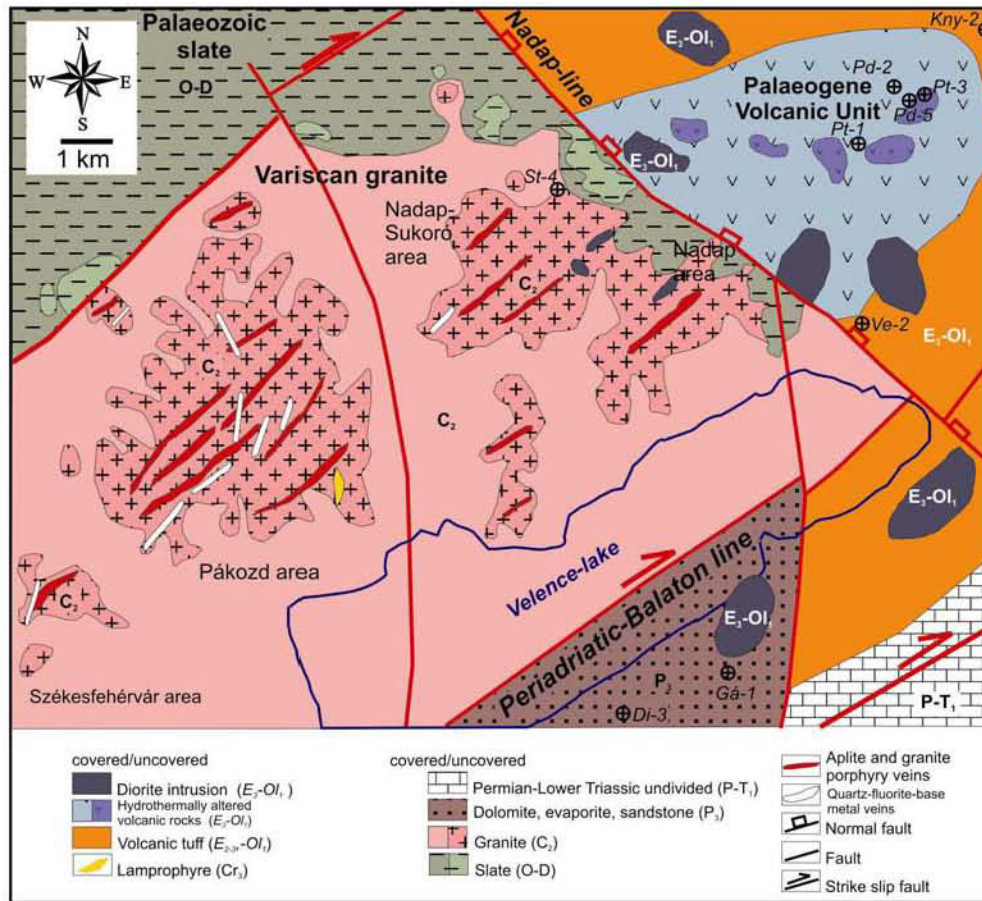 N
W E
S
1 km
Palaeozoic
slate
O-D
Nadap-line
E₃-Ol₁
Kny-2
Pd-2
Pt-3
Palaeogene
Volcanic Unit
Pd-5
Pt-1
E₃-Ol₁
Variscan granite
St-4
Nadap-
Sukoró
area
Nadap
area
C₂
C₂
C₂
Ve-2
E₃-Ol₁
E₃-Ol₁
Pákozd area
Velence-lake
Periadriatic-Balaton line
E₃-Ol₁
C₂
Székesfehérvár area
Gá-1
Di-3
P-T₁
covered/uncovered
Diorite intrusion (E₃-Ol₁)
Hydrothermally altered
volcanic rocks (E₃-Ol₁)
Volcanic tuff (E₂₋₃,-Ol₁)
Lamprophyre (Cr₃)
covered/uncovered
Permian-Lower Triassic undivided (P-T₁)
Dolomite, evaporite, sandstone (P₃)
Granite (C₂)
Slate (O-D)
Aplite and granite
porphyry veins
Quartz-fluorite-base
metal veins
Normal fault
Fault
Strike slip fault